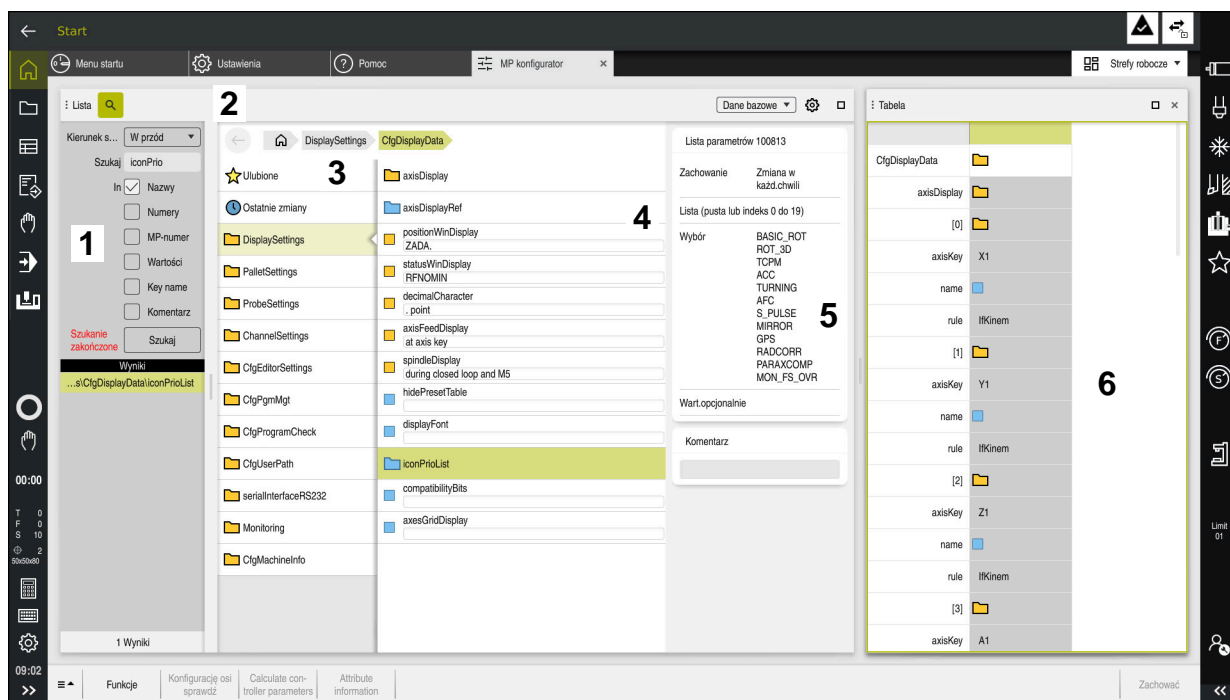 Start
Menu startu
Ustawienia
Pomoc
MP konfigurator
×
Strefy robocze
Lista
2
Dane bazowe
Tabela
×
Kierunek s...
W przód
Szukaj
iconPrio
In
Nazwy
Numery
MP-numer
Wartości
Key name
Komentarz
1
Szukanie
zakończone
Szukaj
Wyniki
...s\CfgDisplayData\iconPrioList
1 Wyniki
DisplaySettings
CfgDisplayData
3
Ulubione
Ostatnie zmiany
DisplaySettings
PalletSettings
ProbeSettings
ChannelSettings
CfgEditorSettings
CfgPgmMgt
CfgProgramCheck
CfgUserPath
serialInterfaceRS232
Monitoring
CfgMachineInfo
4
axisDisplay
axisDisplayRef
positionWinDisplay
ZADA.
statusWinDisplay
RFNOMIN
decimalCharacter
. point
axisFeedDisplay
at axis key
spindleDisplay
during closed loop and M5
hidePresetTable
displayFont
iconPrioList
compatibilityBits
axesGridDisplay
Lista parametrów 100813
Zachowanie
Zmiana w
każd.chwili
Lista (pusta lub indeks 0 do 19)
Wybór
BASIC_ROT
ROT_3D
TCPM
ACC
TURNING
AFC
S_PULSE
MIRROR
GPS
RADCORR
PARAXCOMP
MON_FS_OVR
5
Wart.opcjonalnie
Komentarz
CfgDisplayData
axisDisplay
[0]
axisKey X1
name
rule IfKinem
[1]
axisKey Y1
name
rule IfKinem
[2]
axisKey Z1
name
rule IfKinem
[3]
axisKey A1
6
00:00
T 0
F 0
S 10
2
50x50x80
09:02
F
S
Limit
01
Funkcje
Konfigurację osi
sprawdź
Calculate con-
troller parameters
Attribute
information
Zachować